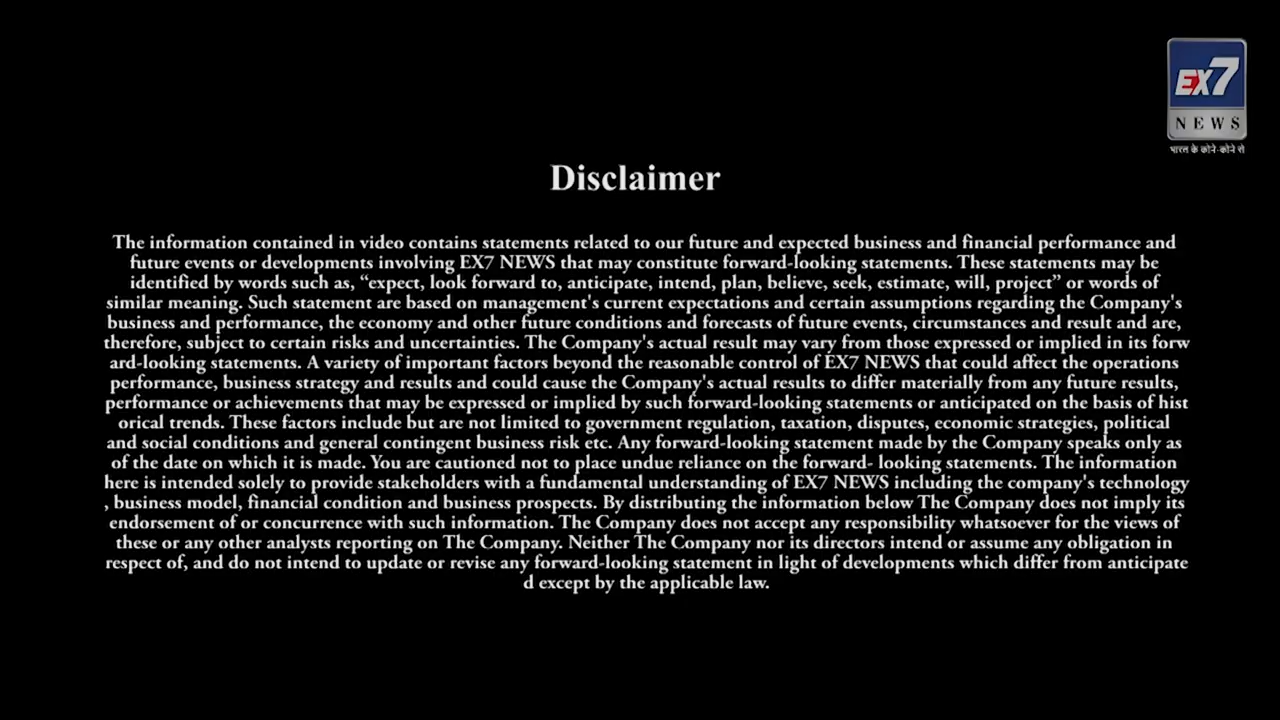 EX7
NEWS
भारत के कोने-कोने से
Disclaimer
The information contained in video contains statements related to our future and expected business and financial performance and
future events or developments involving EX7 NEWS that may constitute forward-looking statements. These statements may be
identified by words such as, “expect, look forward to, anticipate, intend, plan, believe, seek, estimate, will, project” or words of
similar meaning. Such statement are based on management's current expectations and certain assumptions regarding the Company's
business and performance, the economy and other future conditions and forecasts of future events, circumstances and result and are,
therefore, subject to certain risks and uncertainties. The Company's actual result may vary from those expressed or implied in its forw
ard-looking statements. A variety of important factors beyond the reasonable control of EX7 NEWS that could affect the operations
performance, business strategy and results and could cause the Company's actual results to differ materially from any future results,
performance or achievements that may be expressed or implied by such forward-looking statements or anticipated on the basis of hist
orical trends. These factors include but are not limited to government regulation, taxation, disputes, economic strategies, political
and social conditions and general contingent business risk etc. Any forward-looking statement made by the Company speaks only as
of the date on which it is made. You are cautioned not to place undue reliance on the forward- looking statements. The information
here is intended solely to provide stakeholders with a fundamental understanding of EX7 NEWS including the company's technology
, business model, financial condition and business prospects. By distributing the information below The Company does not imply its
endorsement of or concurrence with such information. The Company does not accept any responsibility whatsoever for the views of
these or any other analysts reporting on The Company. Neither The Company nor its directors intend or assume any obligation in
respect of, and do not intend to update or revise any forward-looking statement in light of developments which differ from anticipate
d except by the applicable law.